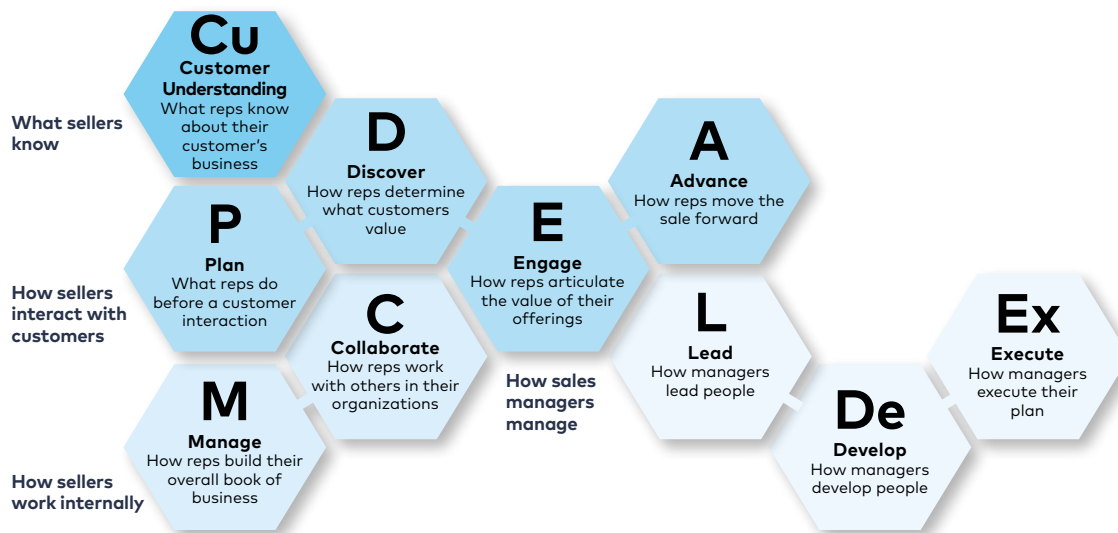 Cu
Customer
Understanding
What reps know
about their
customer's
business
What sellers
know
D
Discover
How reps determine
what customers
value
A
Advance
How reps move the
sale forward
P
Plan
What reps do
before a customer
interaction
E
Engage
How reps articulate
the value of their
offerings
How sellers
interact with
customers
C
Collaborate
How reps work
with others in their
organizations
L
Lead
How managers
lead people
Ex
Execute
How managers
execute their
plan
M
Manage
How reps build their
overall book of
business
How sales
managers
manage
De
Develop
How managers
develop people
How sellers
work internally